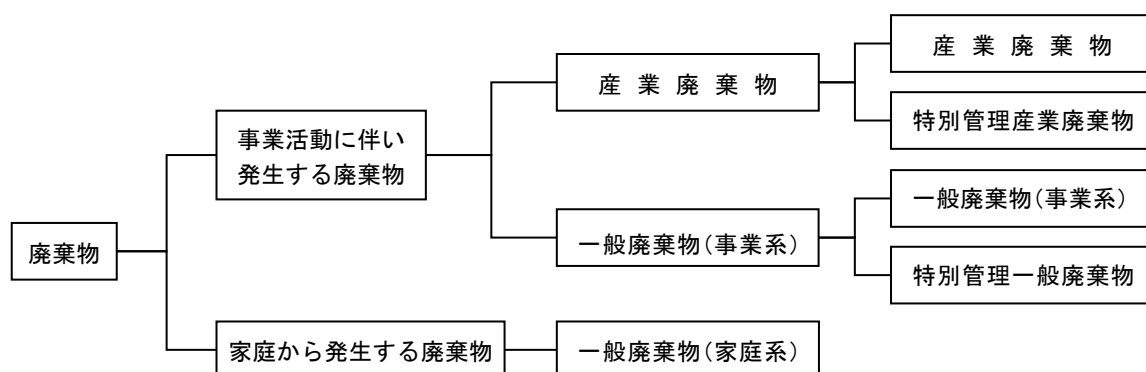 廃棄物
事業活動に伴い
発生する廃棄物
産業廃棄物
産業廃棄物
特別管理産業廃棄物
一般廃棄物(事業系)
一般廃棄物(事業系)
特別管理一般廃棄物
家庭から発生する廃棄物
一般廃棄物(家庭系)